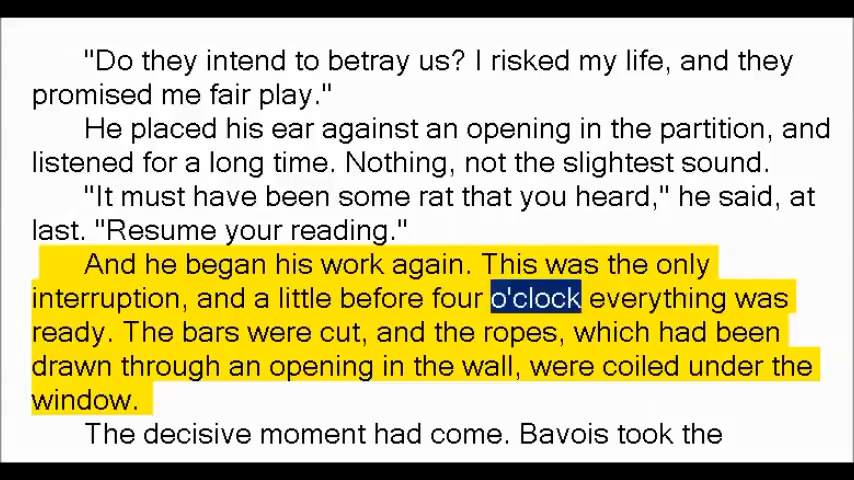 "Do they intend to betray us? I risked my life, and they
promised me fair play."
He placed his ear against an opening in the partition, and
listened for a long time. Nothing, not the slightest sound.
"It must have been some rat that you heard," he said, at
last. "Resume your reading."
And he began his work again. This was the only
interruption, and a little before four o'clock everything was
ready. The bars were cut, and the ropes, which had been
drawn through an opening in the wall, were coiled under the
window.
The decisive moment had come. Bavois took the